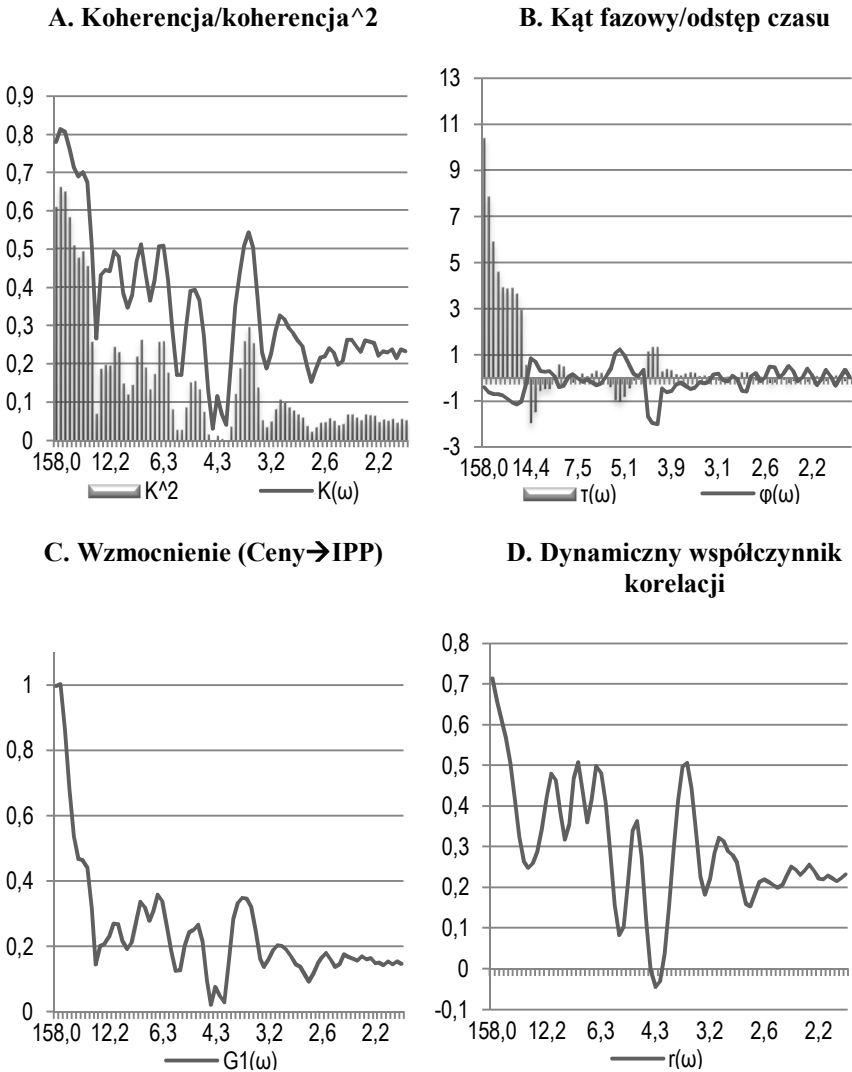 A. Koherencja/koherencja^2
0,9
0,8
0,7
0,6
0,5
0,4
0,3
0,2
0,1
0
158,0 12,2 6,3 4,3 3,2 2,6 2,2
K^2 K(ω)
B. Kąt fazowy/odstęp czasu
13
11
9
7
5
3
1
-1
-3
158,0 14,4 7,5 5,1 3,9 3,1 2,6 2,2
τ(ω) φ(ω)
C. Wzmocnienie (Ceny→IPP)
1
0,8
0,6
0,4
0,2
0
158,0 12,2 6,3 4,3 3,2 2,6 2,2
G1(ω)
D. Dynamiczny współczynnik
korelacji
0,8
0,7
0,6
0,5
0,4
0,3
0,2
0,1
0
-0,1
158,0 12,2 6,3 4,3 3,2 2,6 2,2
r(ω)